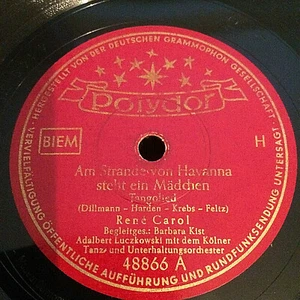 HERGESTELLT VON DER DEUTSCHEN GRAMMOPHON GESELLSCHAFT
Polydor
BIEM
H
Am Strande von Havanna
steht ein Mädchen
Tangolied
(Dillmann - Harden - Krebs - Feltz)
René Carol
Begleitges.: Barbara Kist
Adalbert Luczkowski mit dem Kölner
Tanz- und Unterhaltungsorchester
48866 A
VERVIELFÄLTIGUNG, ÖFFENTLICHE AUFFÜHRUNG UND RUNDFUNKSENDUNG UNTERSAGT